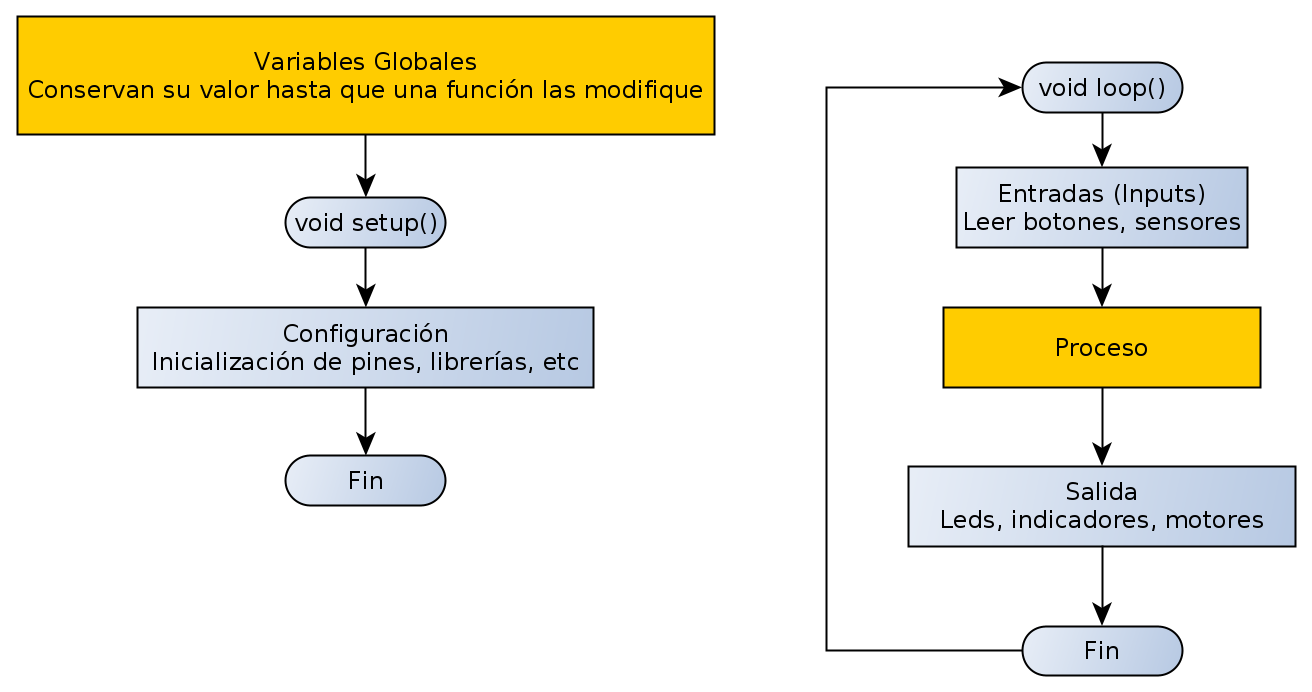 Variables Globales
Conservan su valor hasta que una función las modifique
void setup()
Configuración
Inicialización de pines, librerías, etc
Fin
void loop()
Entradas (Inputs)
Leer botones, sensores
Proceso
Salida
Leds, indicadores, motores
Fin